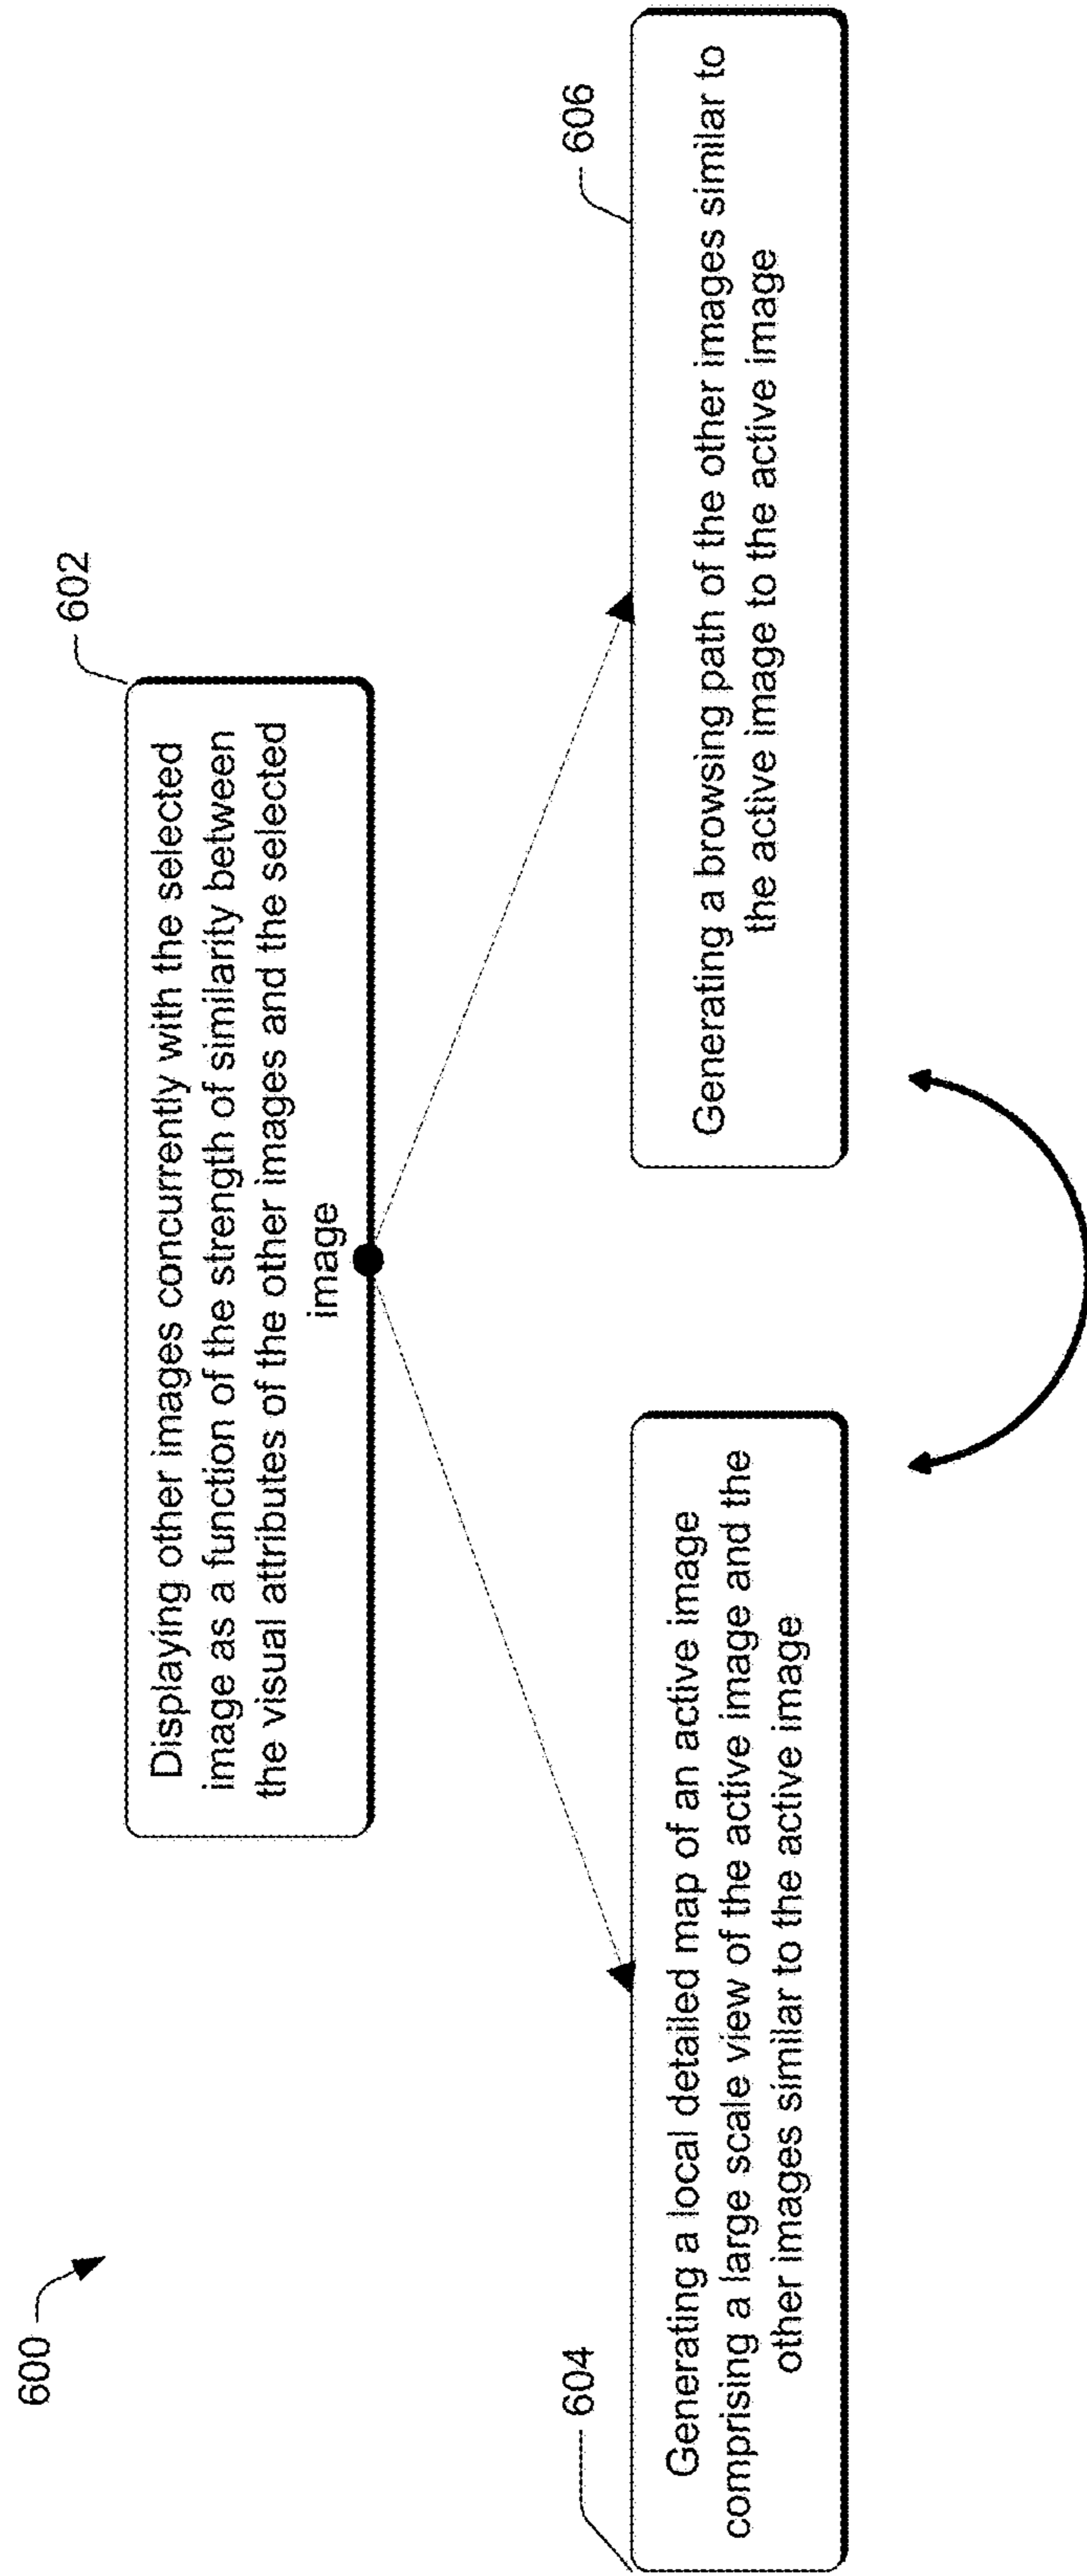 600
602
Displaying other images concurrently with the selected
image as a function of the strength of similarity between
the visual attributes of the other images and the selected
image
604
Generating a local detailed map of an active image
comprising a large scale view of the active image and the
other images similar to the active image
606
Generating a browsing path of the other images similar to
the active image to the active image